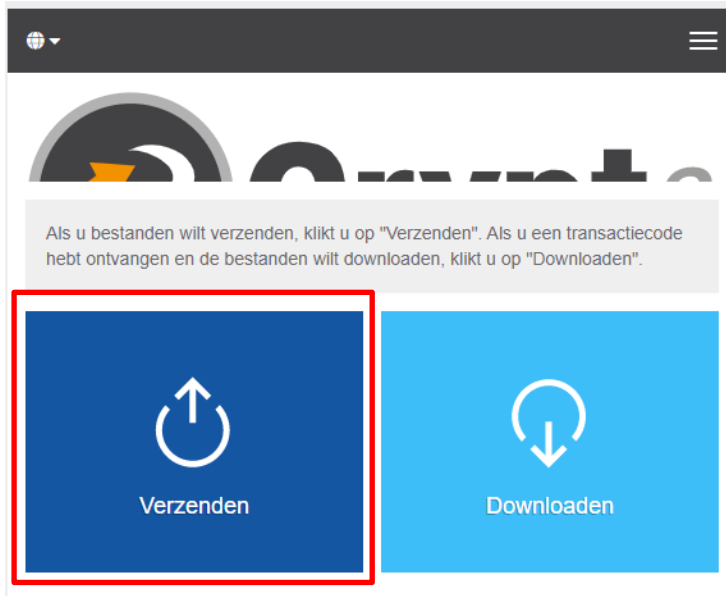 Als u bestanden wilt verzenden, klikt u op "Verzenden". Als u een transactiecode
hebt ontvangen en de bestanden wilt downloaden, klikt u op "Downloaden".
Verzenden
Downloaden